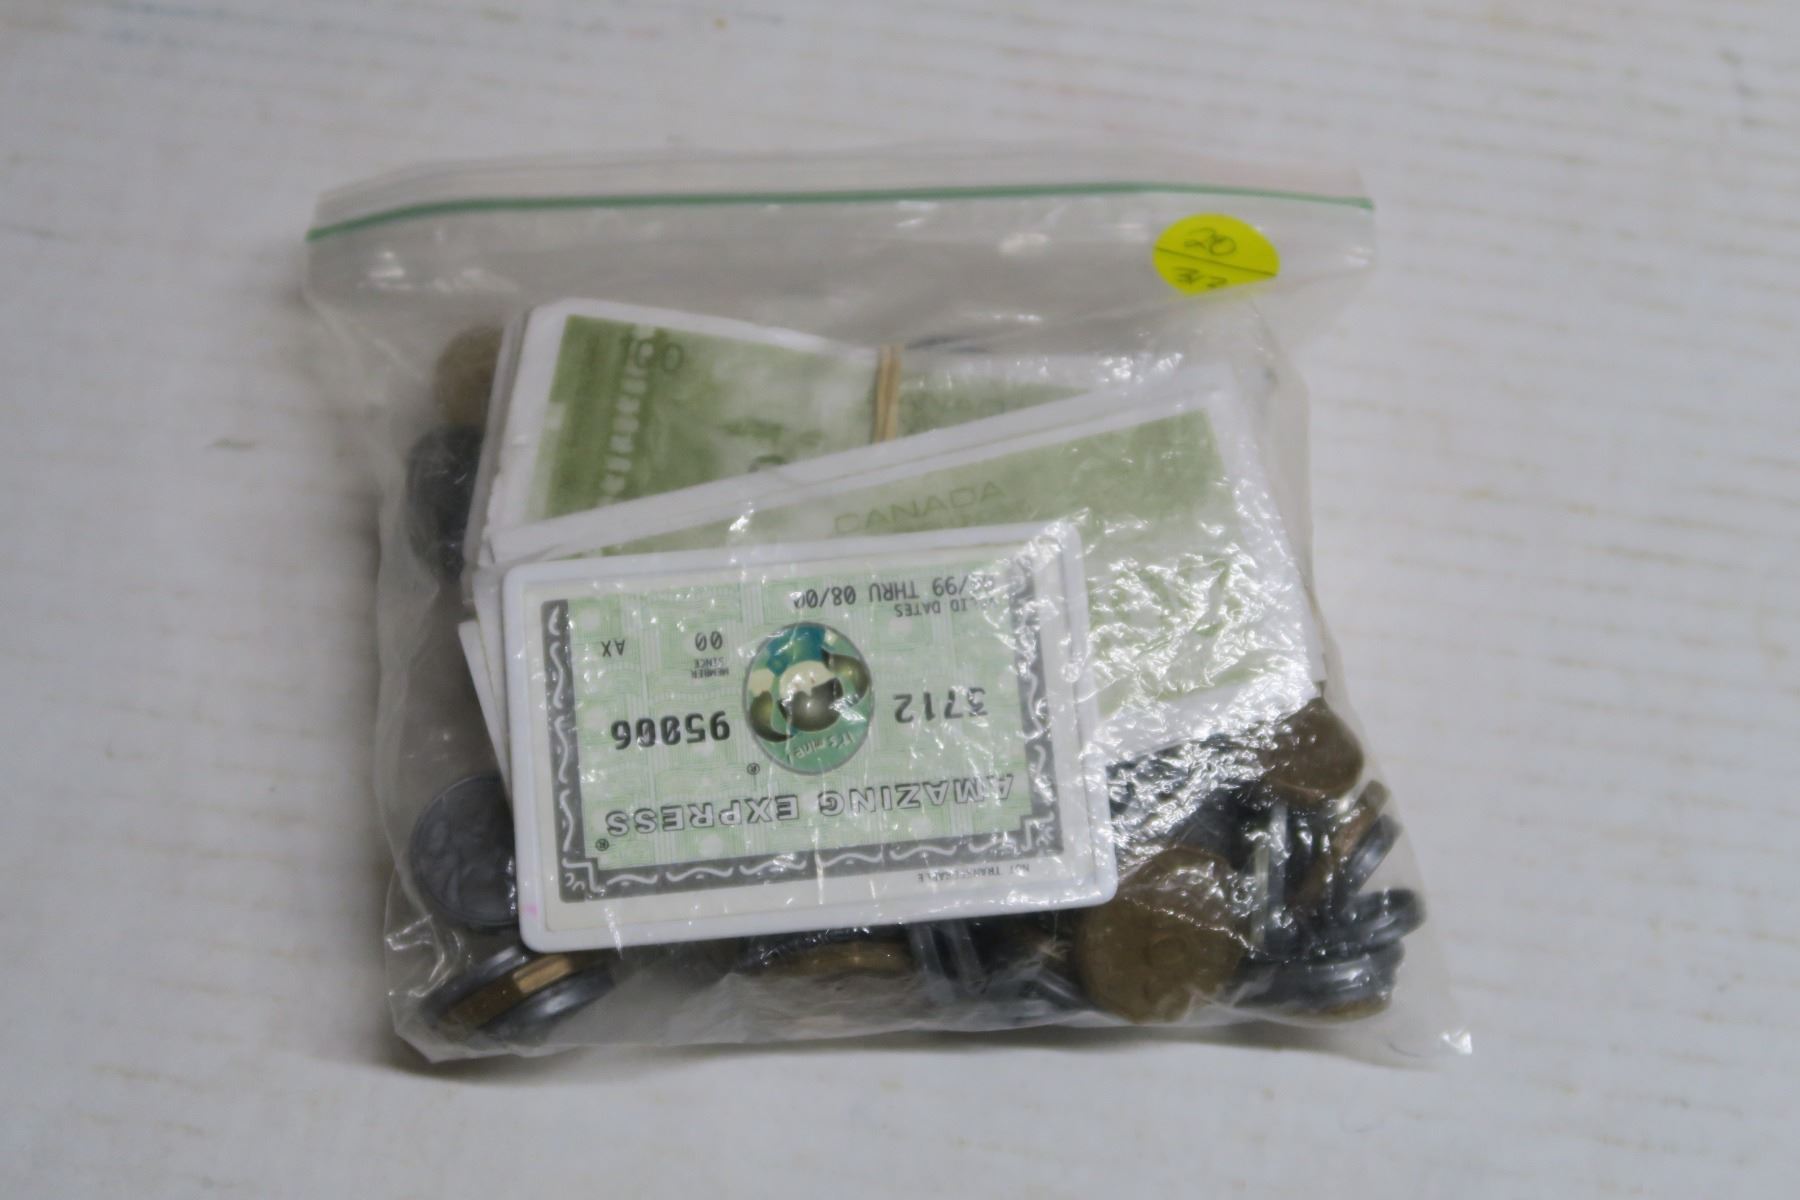 20
00
CANADA
AMAZING EXPRESS®
NOT TRANSFERABLE
®
3712 95006
It's mine!
MEMBER SINCE
00
AX
VALID DATES
/99 THRU 08/00